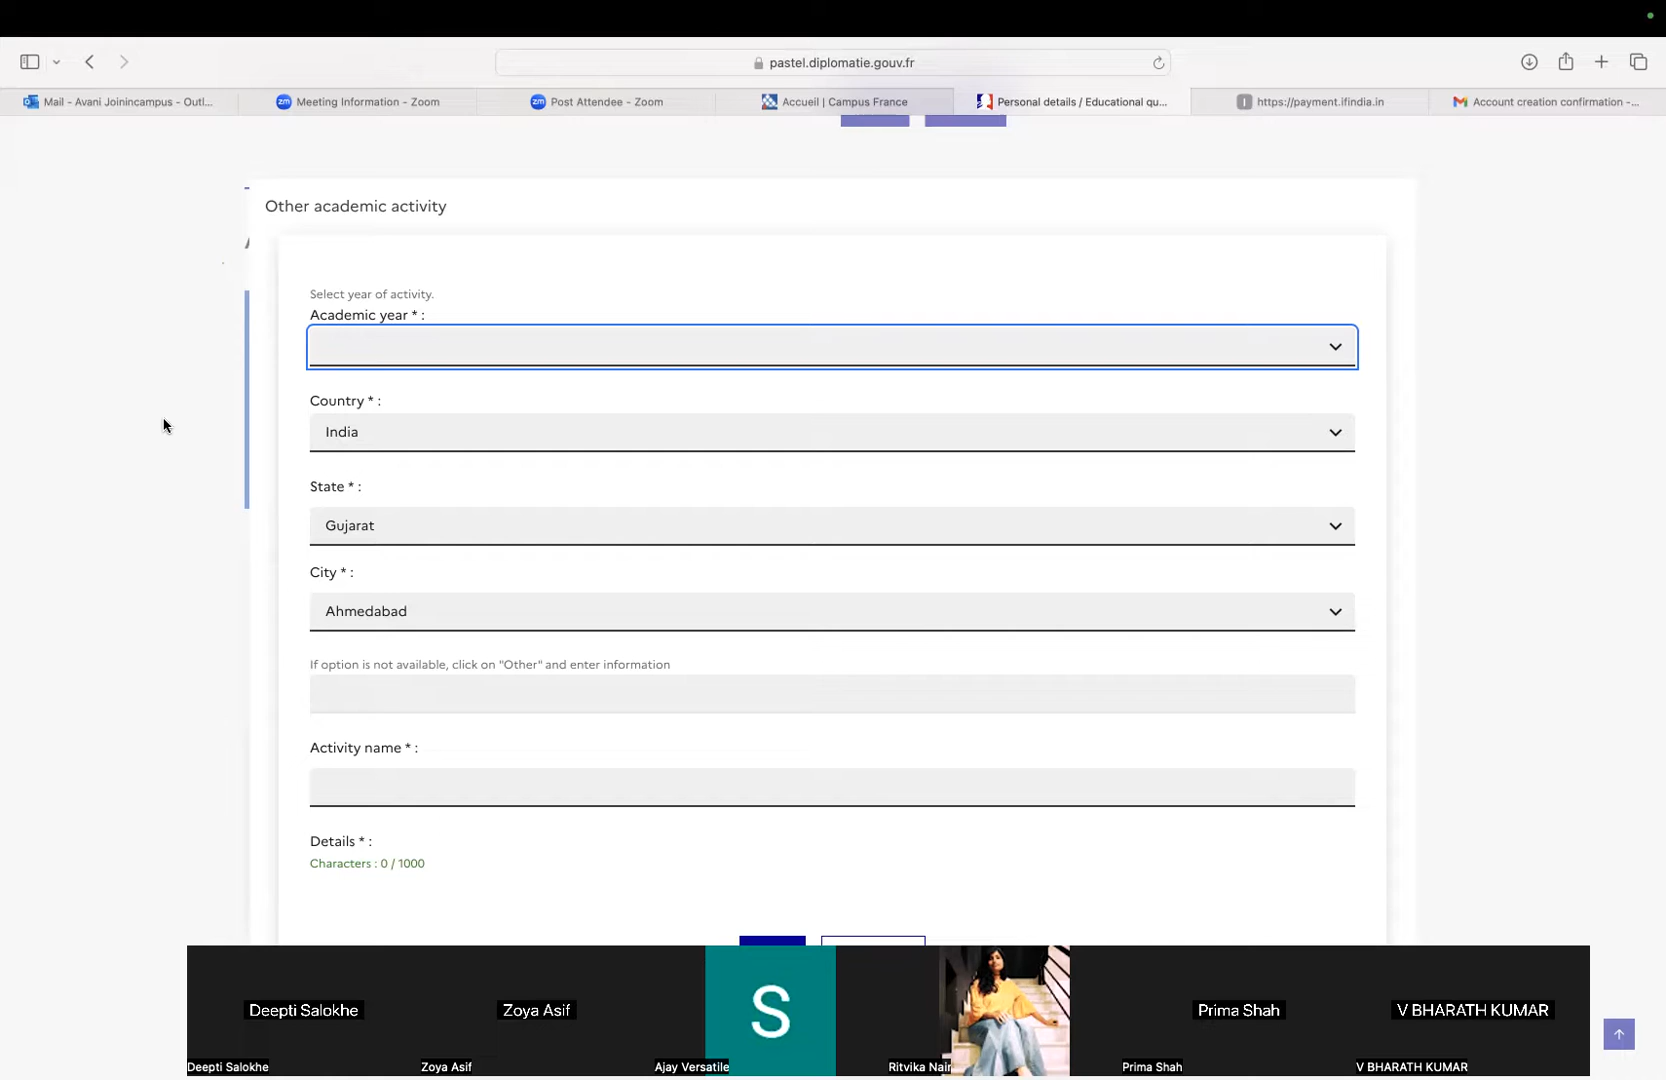 pastel.diplomatie.gouv.fr
Mail - Avani Joinincampus - Outl...
zm Meeting Information - Zoom
zm Post Attendee - Zoom
Accueil | Campus France
Personal details / Educational qu...
I https://payment.ifindia.in
Account creation confirmation -...
Other academic activity
Select year of activity.
Academic year * :
Country * :
India
State * :
Gujarat
City * :
Ahmedabad
If option is not available, click on "Other" and enter information
Activity name * :
Details * :
Characters : 0 / 1000
Deepti Salokhe
Zoya Asif
S
Prima Shah
V BHARATH KUMAR
Deepti Salokhe
Zoya Asif
Ajay Versatile
Ritvika Nair
Prima Shah
V BHARATH KUMAR